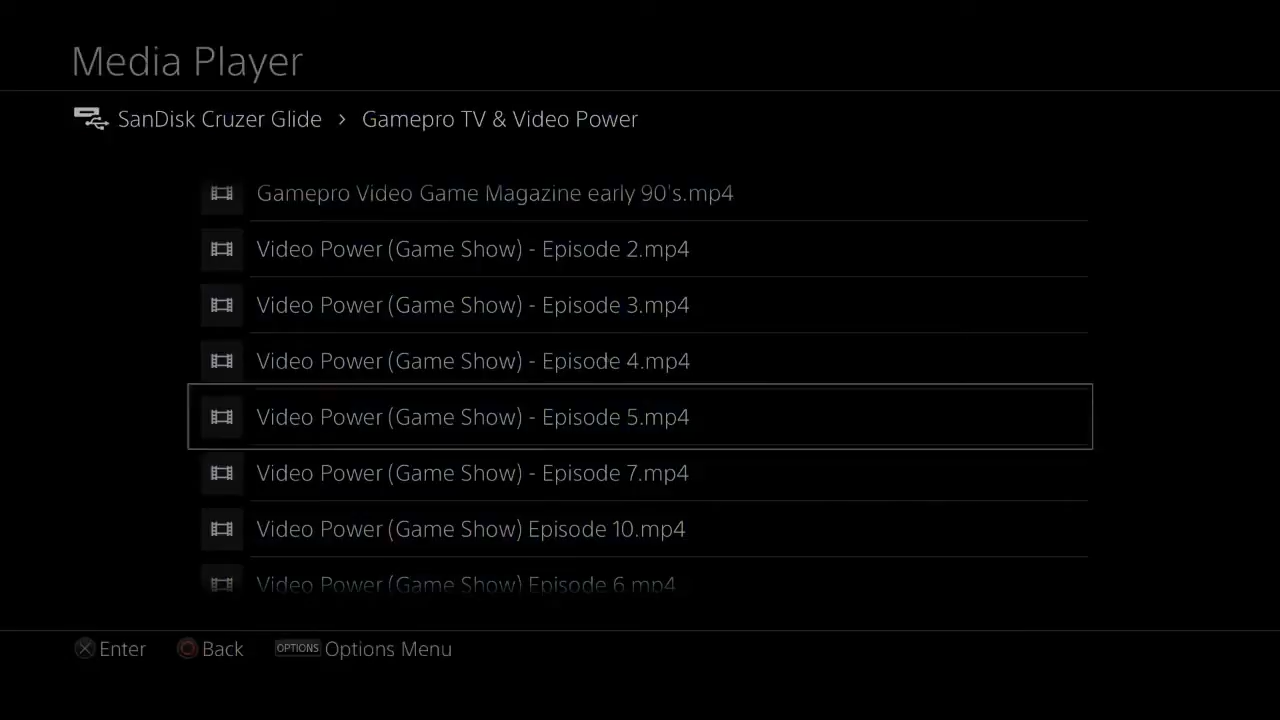 Media Player
SanDisk Cruzer Glide > Gamepro TV & Video Power
Gamepro Video Game Magazine early 90's.mp4
Video Power (Game Show) - Episode 2.mp4
Video Power (Game Show) - Episode 3.mp4
Video Power (Game Show) - Episode 4.mp4
Video Power (Game Show) - Episode 5.mp4
Video Power (Game Show) - Episode 7.mp4
Video Power (Game Show) Episode 10.mp4
Video Power (Game Show) Episode 6.mp4
Enter Back OPTIONS Options Menu